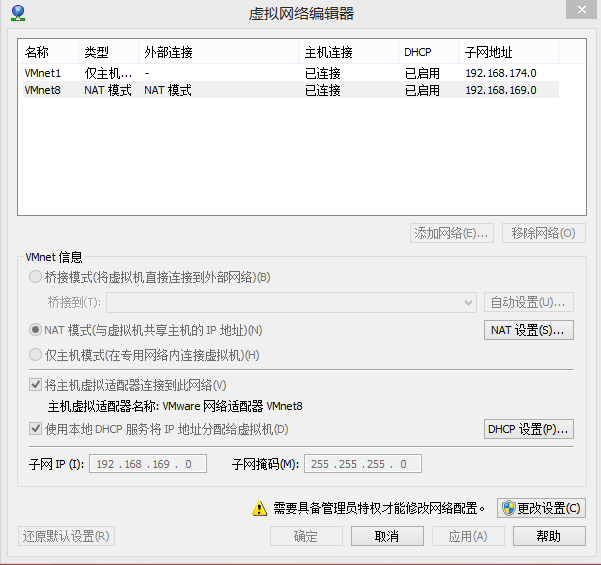 虚拟网络编辑器
名称 类型 外部连接 主机连接 DHCP 子网地址
VMnet1 仅主机... - 已连接 已启用 192.168.174.0
VMnet8 NAT 模式 NAT 模式 已连接 已启用 192.168.169.0
添加网络(E)... 移除网络(O)
VMnet 信息
桥接模式(将虚拟机直接连接到外部网络)(B)
桥接到(T): 自动设置(U)...
NAT 模式(与虚拟机共享主机的 IP 地址)(N) NAT 设置(S)...
仅主机模式(在专用网络内连接虚拟机)(H)
将主机虚拟适配器连接到此网络(V)
主机虚拟适配器名称: VMware 网络适配器 VMnet8
使用本地 DHCP 服务将 IP 地址分配给虚拟机(D) DHCP 设置(P)...
子网 IP (I): 192 . 168 . 169 . 0 子网掩码(M): 255 . 255 . 255 . 0
需要具备管理员特权才能修改网络配置。 更改设置(C)
还原默认设置(R) 确定 取消 应用(A) 帮助